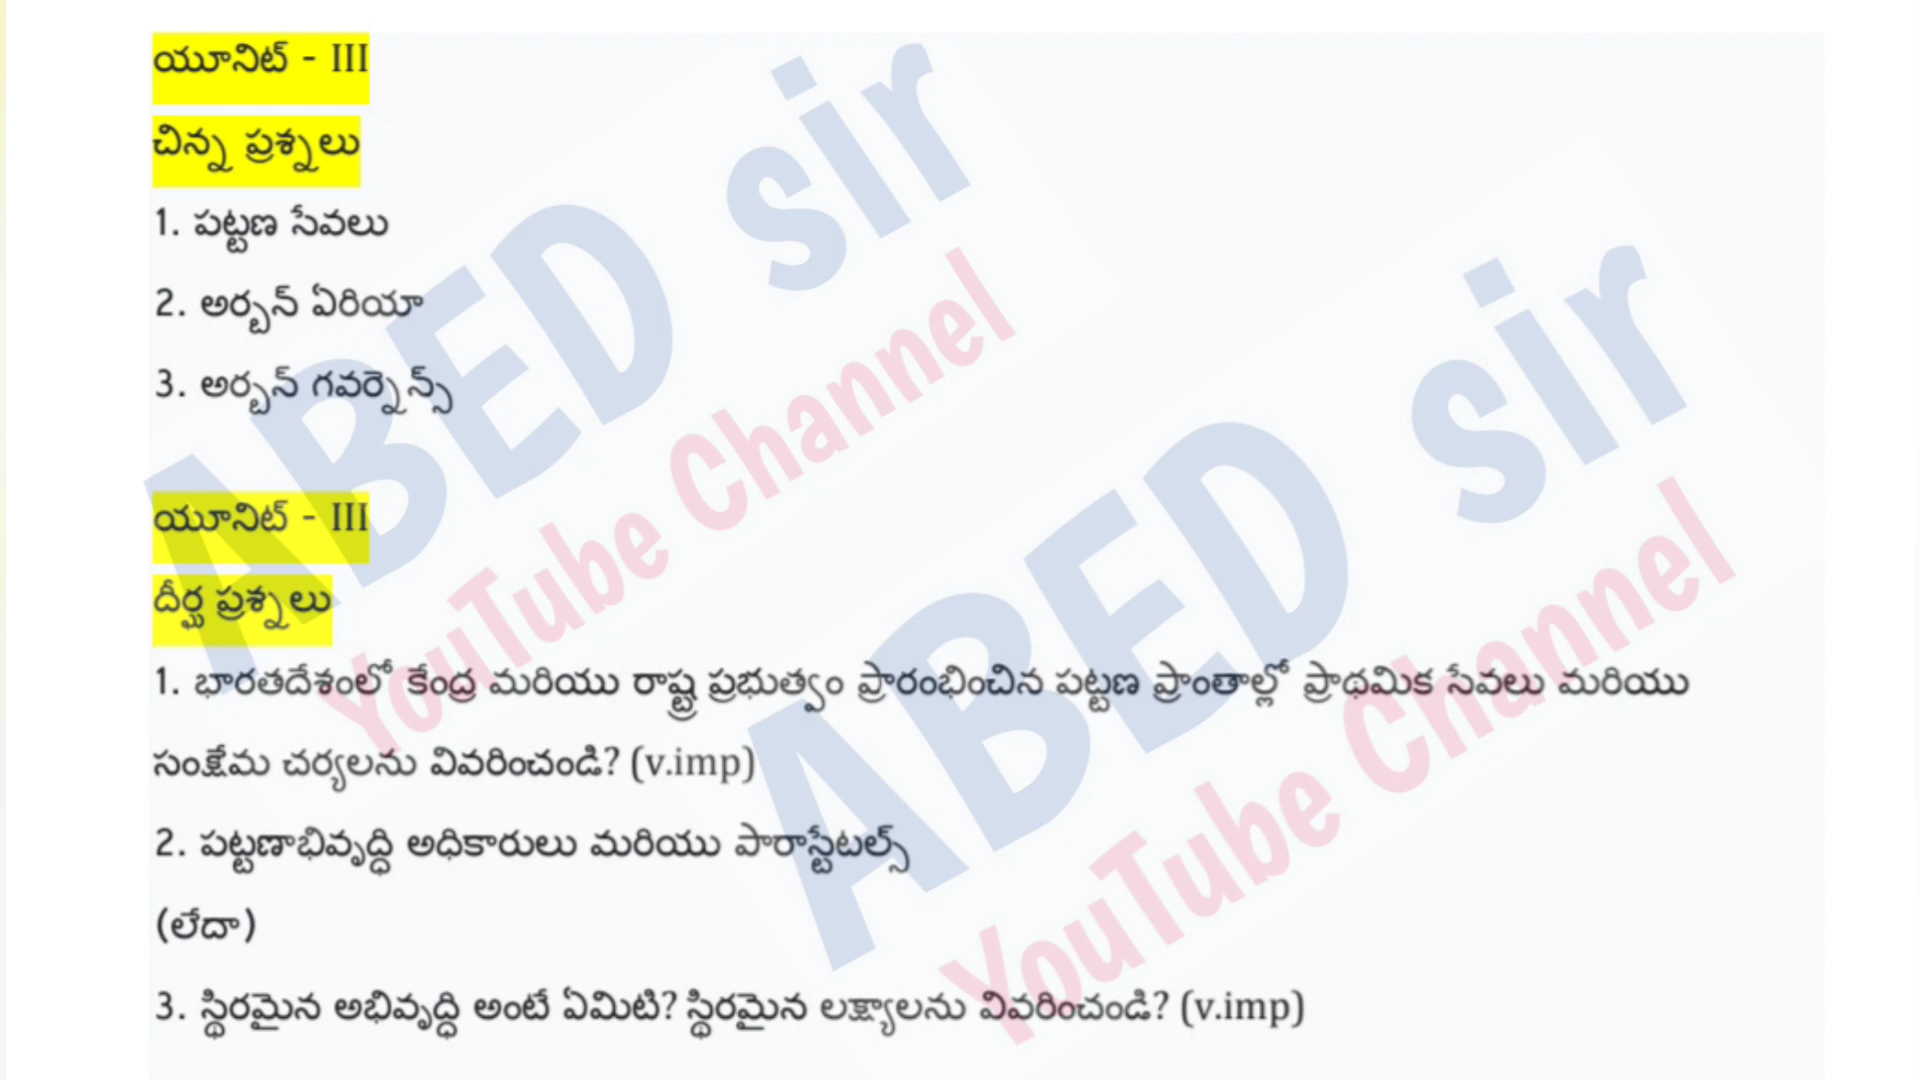 యూనిట్ - III
చిన్న ప్రశ్నలు
1. పట్టణ సేవలు
2. అర్బన్ ఏరియా
3. అర్బన్ గవర్నెన్స్
యూనిట్ - III
దీర్ఘ ప్రశ్నలు
1. భారతదేశంలో కేంద్ర మరియు రాష్ట్ర ప్రభుత్వం ప్రారంభించిన పట్టణ ప్రాంతాల్లో ప్రాథమిక సేవలు మరియు
సంక్షేమ చర్యలను వివరించండి? (v.imp)
2. పట్టణాభివృద్ధి అధికారులు మరియు పారాస్టేటల్స్
(లేదా)
3. స్థిరమైన అభివృద్ధి అంటే ఏమిటి? స్థిరమైన లక్ష్యాలను వివరించండి? (v.imp)
ABED sir
YouTube Channel
ABED sir
YouTube Channel